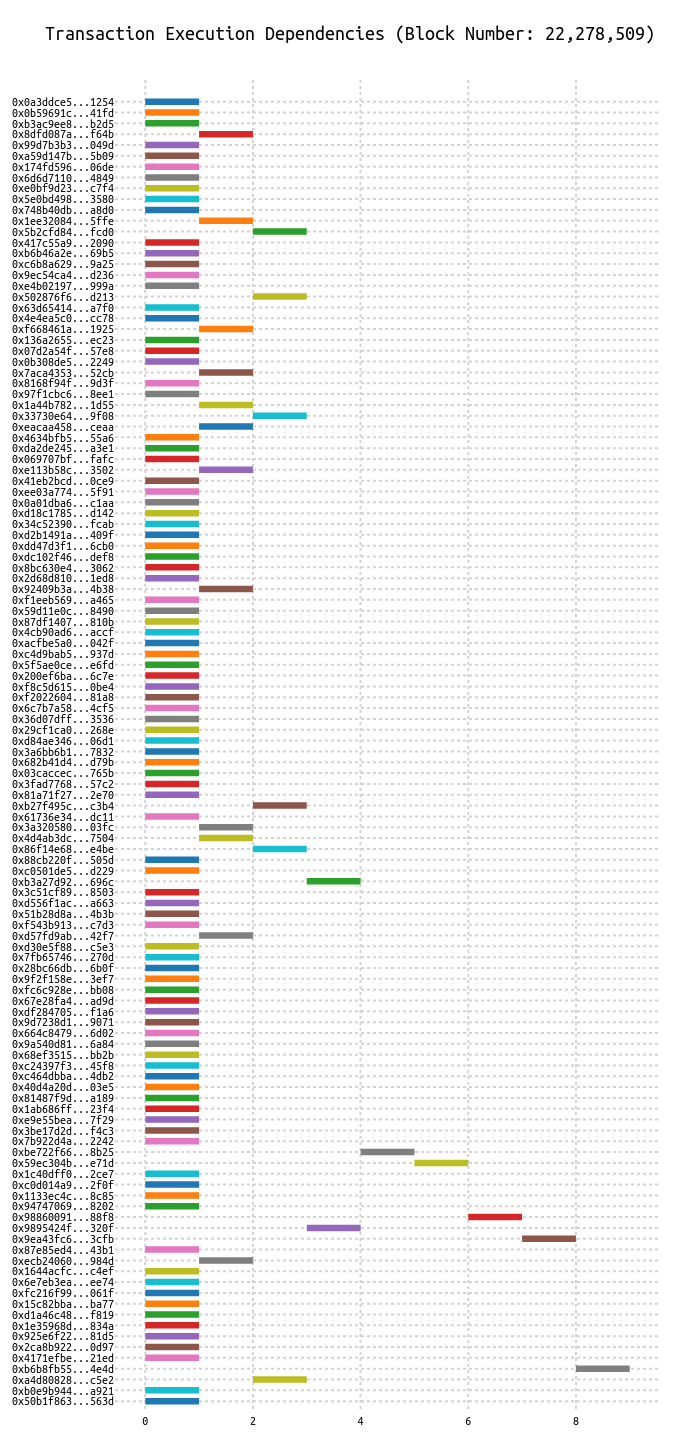 Transaction Execution Dependencies (Block Number: 22,278,509)
0x0a3ddce5...1254
0x0b59691c...41fd
0xb3ac9ee8...b2d5
0x8dfd087a...f64b
0x99d7b3b3...049d
0xa59d147b...5b09
0x174fd596...06de
0x6d6d7110...4849
0xe0bf9d23...c7f4
0x5e0bd498...3580
0x748b40db...a8d0
0x1ee32084...5ffe
0x5b2cfd84...fcd0
0x417c55a9...2090
0xb6b46a2e...69b5
0xc6b8a629...9a25
0x9ec54ca4...d236
0xe4b02197...999a
0x502876f6...d213
0x63d65414...a7f0
0x4e4ea5c0...cc78
0xf668461a...1925
0x136a2655...ec23
0x07d2a54f...57e8
0x0b308de5...2249
0x7aca4353...52cb
0x8168f94f...9d3f
0x97f1cbc6...8ee1
0x1a44b782...1d55
0x33730e64...9f08
0xeacaa458...ceaa
0x4634bfb5...55a6
0xda2de245...a3e1
0x069707bf...fafc
0xe113b58c...3502
0x41eb2bcd...0ce9
0xee03a774...5f91
0x0a01dba6...c1aa
0xd18c1785...d142
0x34c52390...fcab
0xd2b1491a...409f
0xdd47d3f1...6cb0
0xdc102f46...def8
0x8bc630e4...3062
0x2d68d810...1ed8
0x92409b3a...4b38
0xf1eeb569...a465
0x59d11e0c...8490
0x87df1407...810b
0x4cb90ad6...accf
0xacfbe5a0...042f
0xc4d9bab5...937d
0x5f5ae0ce...e6fd
0x200ef6ba...6c7e
0xf8c5d615...0be4
0xf2022604...81a8
0x6c7b7a58...4cf5
0x36d07dff...3536
0x29cf1ca0...268e
0xd84ae346...06d1
0x3a6bb6b1...7832
0x682b41d4...d79b
0x03caccec...765b
0x3fad7768...57c2
0x81a71f27...2e70
0xb27f495c...c3b4
0x61736e34...dc11
0x3a320580...03fc
0x4d4ab3dc...7504
0x86f14e68...e4be
0x88cb220f...505d
0xc0501de5...d229
0xb3a27d92...696c
0x3c51cf89...8503
0xd556f1ac...a663
0x51b28d8a...4b3b
0xf543b913...c7d3
0xd57fd9ab...42f7
0xd30e5f88...c5e3
0x7fb65746...270d
0x28bc66db...6b0f
0x9f2f158e...3ef7
0xfc6c928e...bb08
0x67e28fa4...ad9d
0xdf284705...f1a6
0x9d7238d1...9071
0x664c8479...6d02
0x9a540d81...6a84
0x68ef3515...bb2b
0xc24397f3...45f8
0xc464dbba...4db2
0x40d4a20d...03e5
0x81487f9d...a189
0x1ab686ff...23f4
0xe9e55bea...7f29
0x3be17d2d...f4c3
0x7b922d4a...2242
0xbe722f66...8b25
0x59ec304b...e71d
0x1c40dff0...2ce7
0xc0d014a9...2f0f
0x1133ec4c...8c85
0x94747069...8202
0x98860091...88f8
0x9895424f...320f
0x9ea43fc6...3cfb
0x87e85ed4...43b1
0xecb24060...984d
0x1644acfc...c4ef
0x6e7eb3ea...ee74
0xfc216f99...061f
0x15c82bba...ba77
0xd1a46c48...f819
0x1e35968d...834a
0x925e6f22...81d5
0x2ca8b922...0d97
0x4171efbe...21ed
0xb6b8fb55...4e4d
0xa4d80828...c5e2
0xb0e9b944...a921
0x50b1f863...563d
0 2 4 6 8